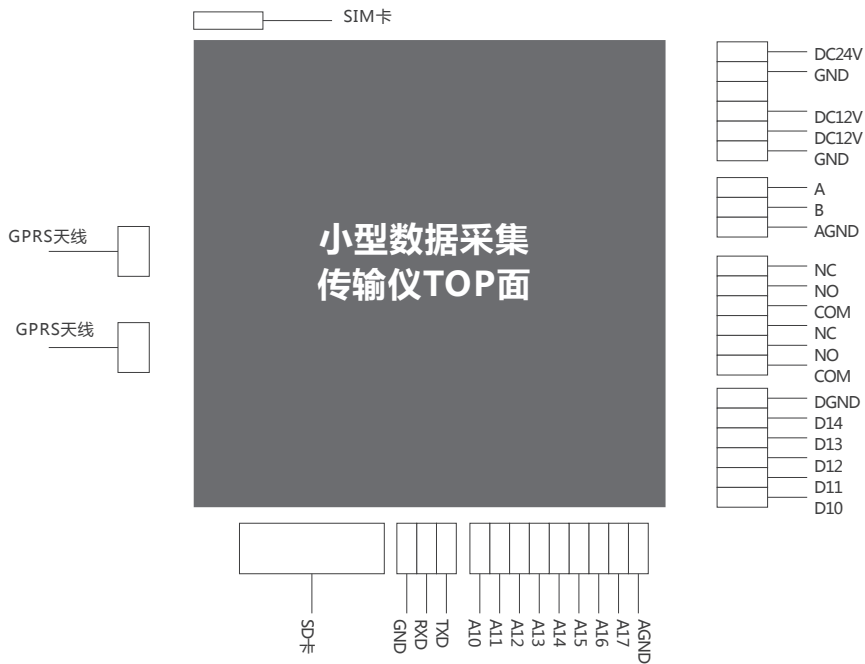 SIM卡
DC24V
GND
DC12V
DC12V
GND
A
B
AGND
NC
NO
COM
NC
NO
COM
DGND
D14
D13
D12
D11
D10
GPRS天线
GPRS天线
小型数据采集
传输仪TOP面
SD卡
GND
RXD
TXD
A10
A11
A12
A13
A14
A15
A16
A17
AGND